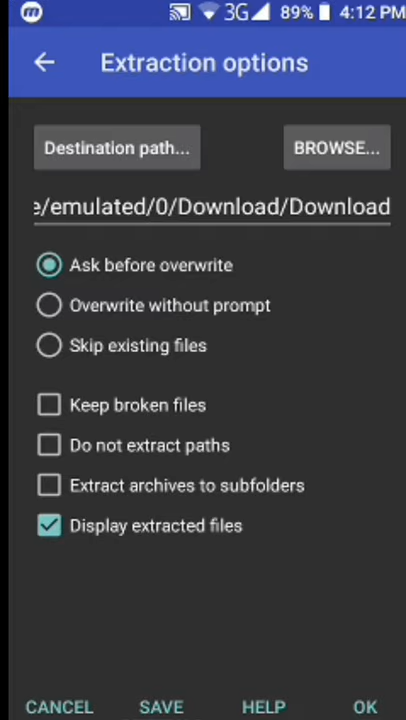 3G 89% 4:12 PM
Extraction options
Destination path... BROWSE...
e/emulated/0/Download/Download
Ask before overwrite
Overwrite without prompt
Skip existing files
Keep broken files
Do not extract paths
Extract archives to subfolders
Display extracted files
CANCEL SAVE HELP OK